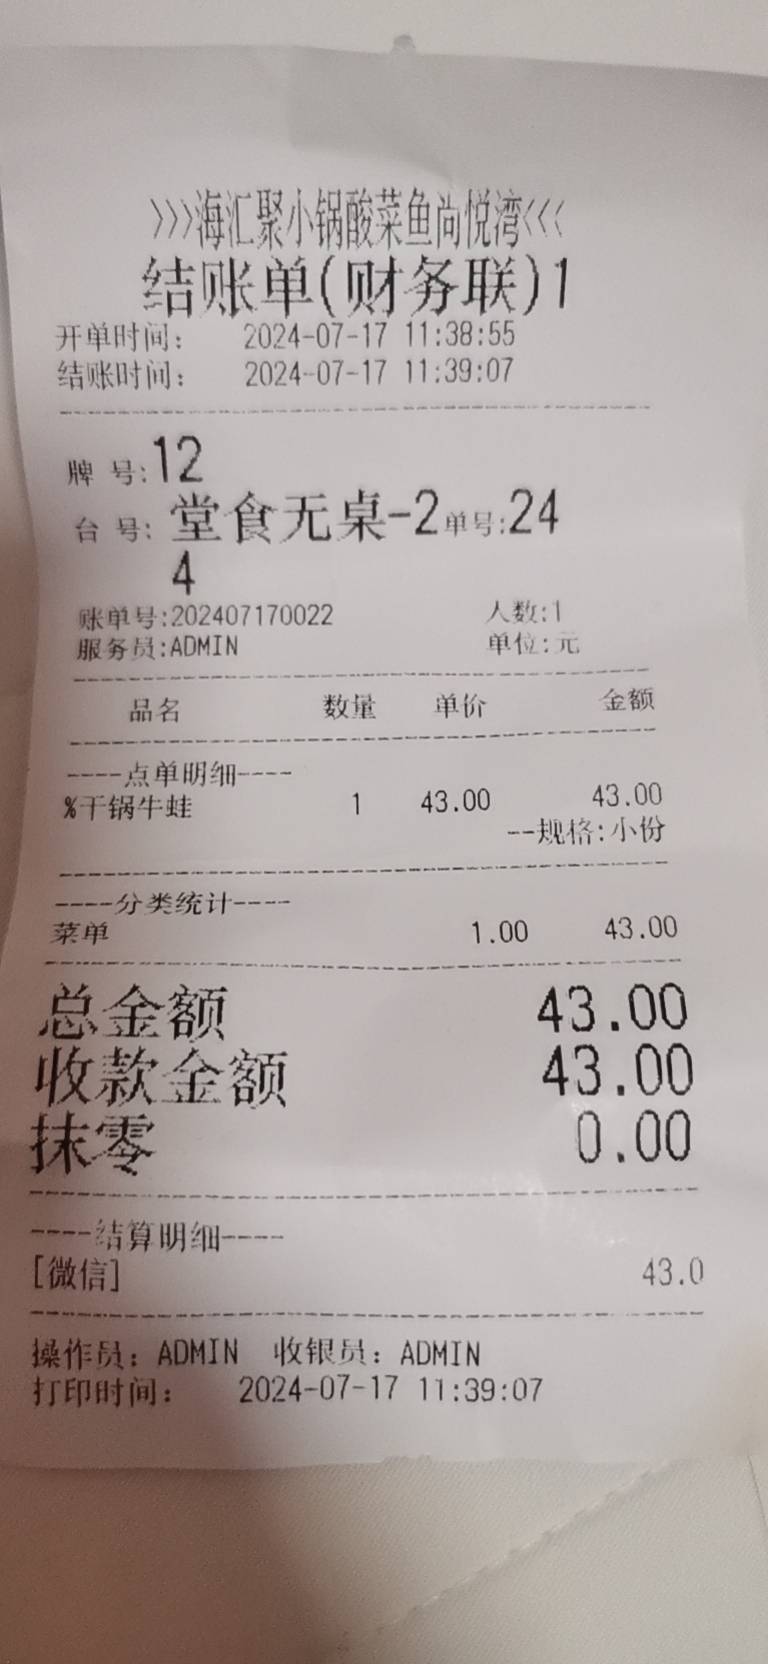 >>>海汇聚小锅酸菜鱼尚悦湾<<<
结账单(财务联)1
开单时间: 2024-07-17 11:38:55
结账时间: 2024-07-17 11:39:07
牌 号:12
台 号: 堂食无桌-2单号:24
4
账单号:202407170022 人数:1
服务员:ADMIN 单位:元
品名 数量 单价 金额
----点单明细----
%干锅牛蛙 1 43.00 43.00
--规格:小份
----分类统计----
菜单 1.00 43.00
总金额 43.00
收款金额 43.00
抹零 0.00
----结算明细----
[微信] 43.0
操作员: ADMIN 收银员: ADMIN
打印时间: 2024-07-17 11:39:07